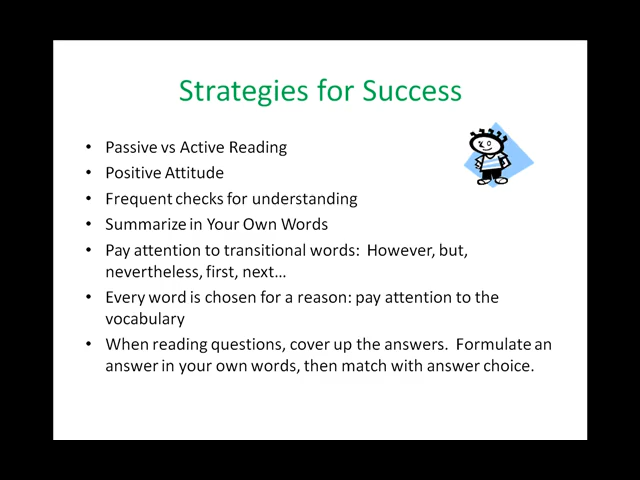 Strategies for Success
• Passive vs Active Reading
• Positive Attitude
• Frequent checks for understanding
• Summarize in Your Own Words
• Pay attention to transitional words:  However, but,
nevertheless, first, next…
• Every word is chosen for a reason: pay attention to the
vocabulary
• When reading questions, cover up the answers.  Formulate an
answer in your own words, then match with answer choice.